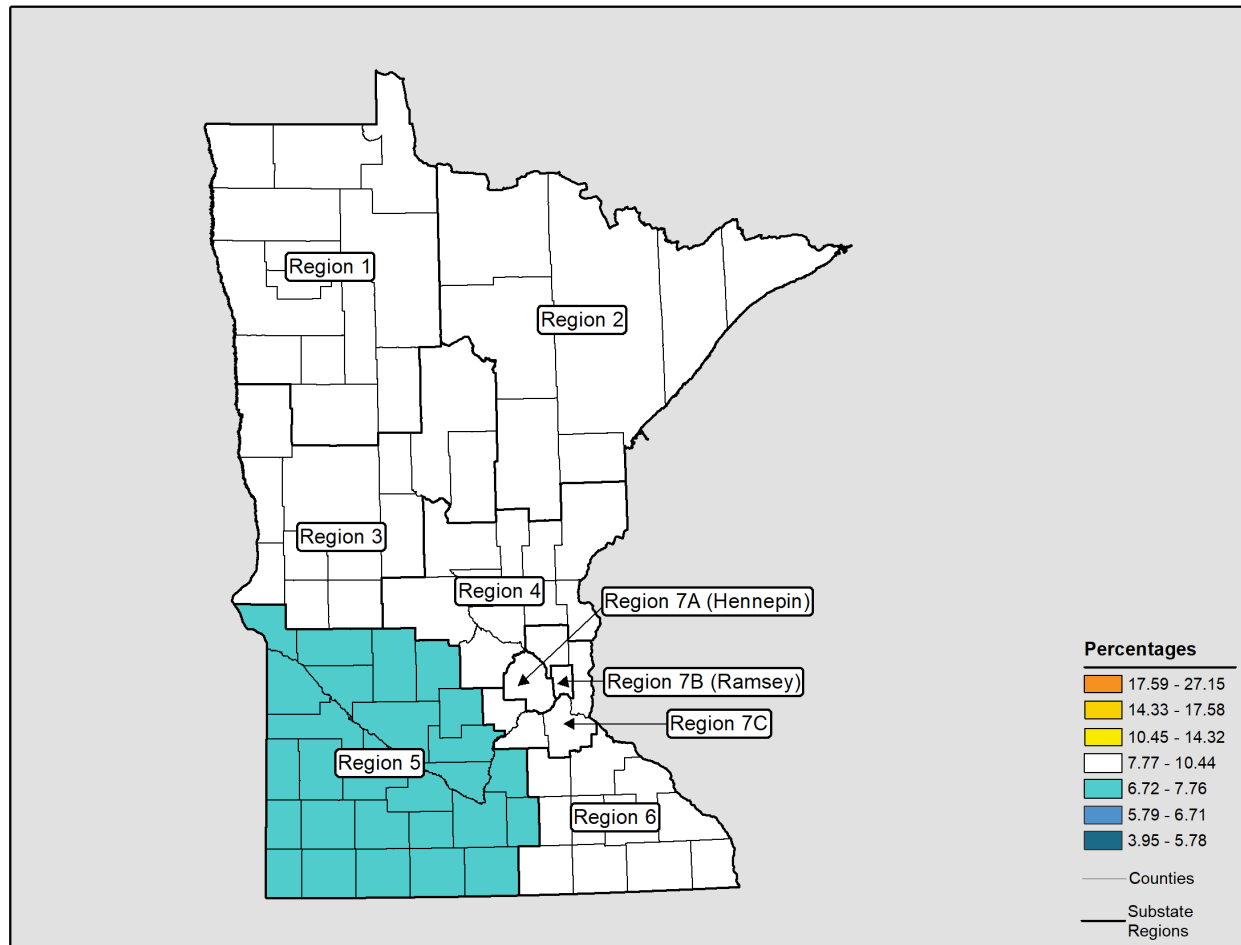 Region 1
Region 2
Region 3
Region 4
Region 7A (Hennepin)
Region 7B (Ramsey)
Region 7C
Region 5
Region 6
Percentages
17.59 - 27.15
14.33 - 17.58
10.45 - 14.32
7.77 - 10.44
6.72 - 7.76
5.79 - 6.71
3.95 - 5.78
Counties
Substate
Regions